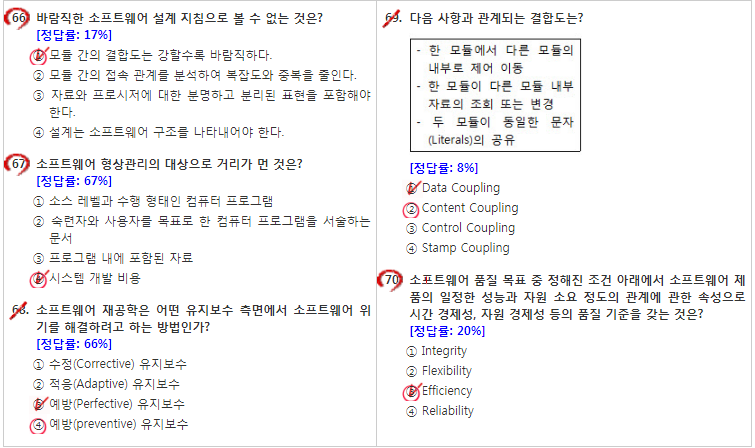 66. 바람직한 소프트웨어 설계 지침으로 볼 수 없는 것은?
[정답률: 17%]
① 모듈 간의 결합도는 강할수록 바람직하다.
② 모듈 간의 접속 관계를 분석하여 복잡도와 중복을 줄인다.
③ 자료와 프로시저에 대한 분명하고 분리된 표현을 포함해야
한다.
④ 설계는 소프트웨어 구조를 나타내어야 한다.
67. 소프트웨어 형상관리의 대상으로 거리가 먼 것은?
[정답률: 67%]
① 소스 레벨과 수행 형태인 컴퓨터 프로그램
② 숙련자와 사용자를 목표로 한 컴퓨터 프로그램을 서술하는
문서
③ 프로그램 내에 포함된 자료
④ 시스템 개발 비용
68. 소프트웨어 재공학은 어떤 유지보수 측면에서 소프트웨어 위
기를 해결하려고 하는 방법인가?
[정답률: 66%]
① 수정(Corrective) 유지보수
② 적응(Adaptive) 유지보수
③ 예방(Perfective) 유지보수
④ 예방(preventive) 유지보수
69. 다음 사항과 관계되는 결합도는?
- 한 모듈에서 다른 모듈의
내부로 제어 이동
- 한 모듈이 다른 모듈 내부
자료의 조회 또는 변경
- 두 모듈이 동일한 문자
(Literals)의 공유
[정답률: 8%]
① Data Coupling
② Content Coupling
③ Control Coupling
④ Stamp Coupling
70. 소프트웨어 품질 목표 중 정해진 조건 아래에서 소프트웨어 제
품의 일정한 성능과 자원 소요 정도의 관계에 관한 속성으로
시간 경제성, 자원 경제성 등의 품질 기준을 갖는 것은?
[정답률: 20%]
① Integrity
② Flexibility
③ Efficiency
④ Reliability